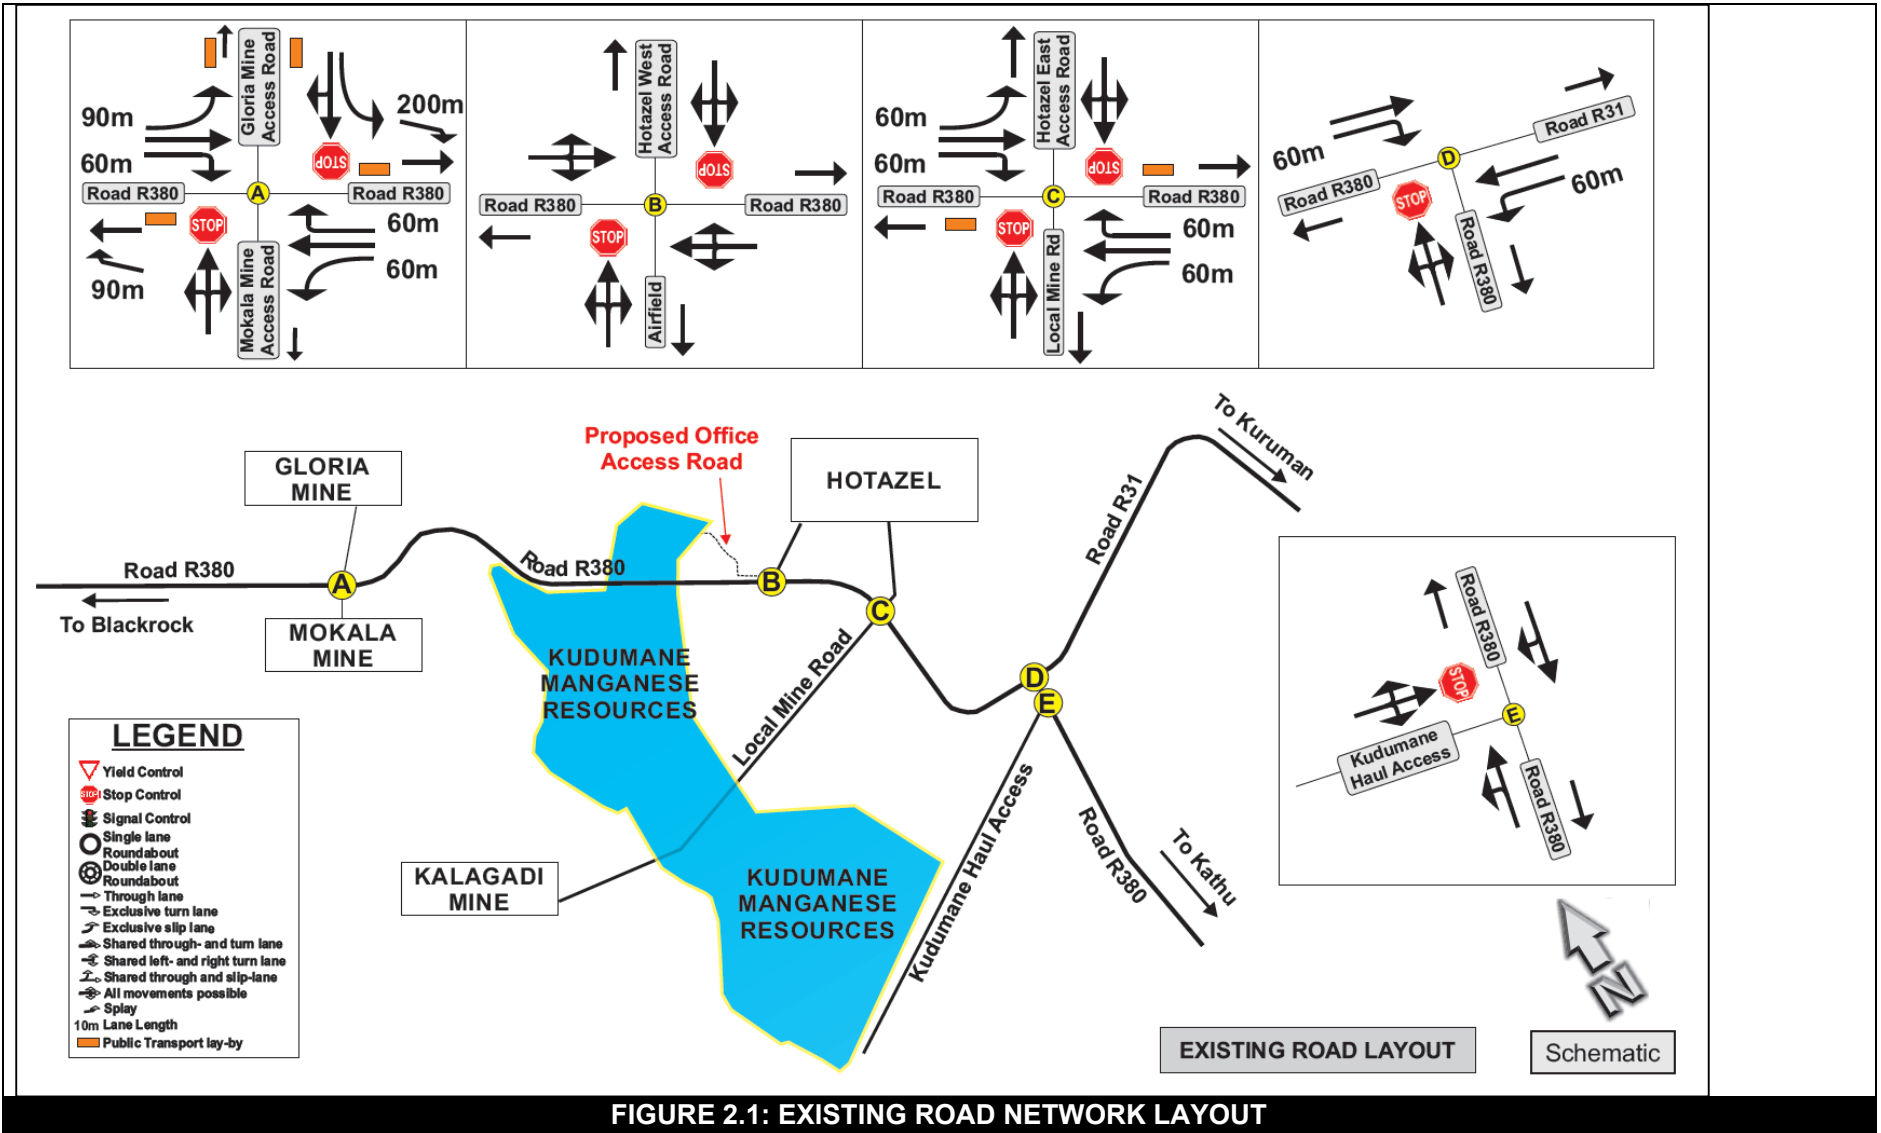 Gloria Mine
Access Road
90m
60m
200m
STOP
Road R380
A
Road R380
STOP
60m
60m
90m
Mokala Mine
Access Road
Hotazel West
Access Road
STOP
Road R380
B
Road R380
STOP
Airfield
Hotazel East
Access Road
60m
60m
STOP
Road R380
C
Road R380
STOP
60m
60m
Local Mine Rd
Road R31
60m
D
Road R380
STOP
60m
Road R380
To Kuruman
Proposed Office
Access Road
HOTAZEL
GLORIA
MINE
Road R31
Road R380
Road R380
A
B
C
To Blackrock
MOKALA
MINE
KUDUMANE
MANGANESE
RESOURCES
Local Mine Road
D
E
Road R380
STOP
E
Kudumane
Haul Access
Road R380
LEGEND
Yield Control
STOP Stop Control
Signal Control
Single lane
Roundabout
Double lane
Roundabout
Through lane
Exclusive turn lane
Exclusive slip lane
Shared through- and turn lane
Shared left- and right turn lane
Shared through and slip-lane
All movements possible
Splay
10m Lane Length
Public Transport lay-by
KALAGADI
MINE
KUDUMANE
MANGANESE
RESOURCES
Kudumane Haul Access
Road R380
To Kathu
N
EXISTING ROAD LAYOUT
Schematic
FIGURE 2.1: EXISTING ROAD NETWORK LAYOUT